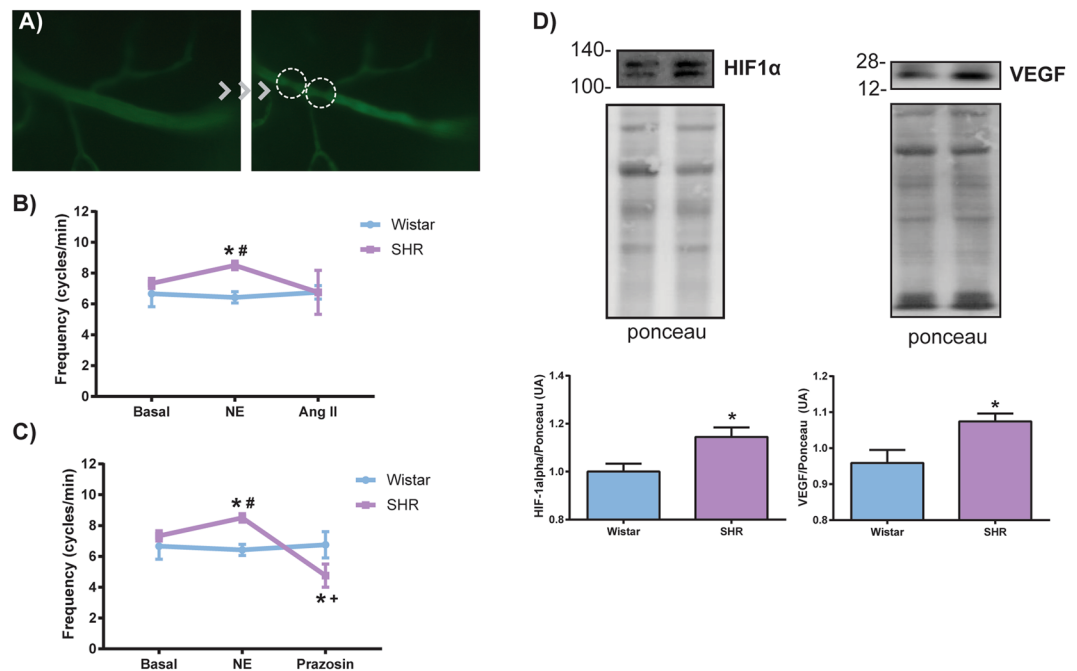 A)
B)
Frequency (cycles/min)
12
10
8
6
4
2
0
* #
Wistar
SHR
Basal NE Ang II
C)
Frequency (cycles/min)
12
10
8
6
4
2
0
* #
* +
Wistar
SHR
Basal NE Prazosin
D)
140-
100-
HIF1α
ponceau
28-
12-
VEGF
ponceau
HIF-1alpha/Ponceau (UA)
1.4
1.2
1.0
0.8
*
Wistar SHR
VEGF/Ponceau (UA)
1.2
1.1
1.0
0.9
0.8
*
Wistar SHR